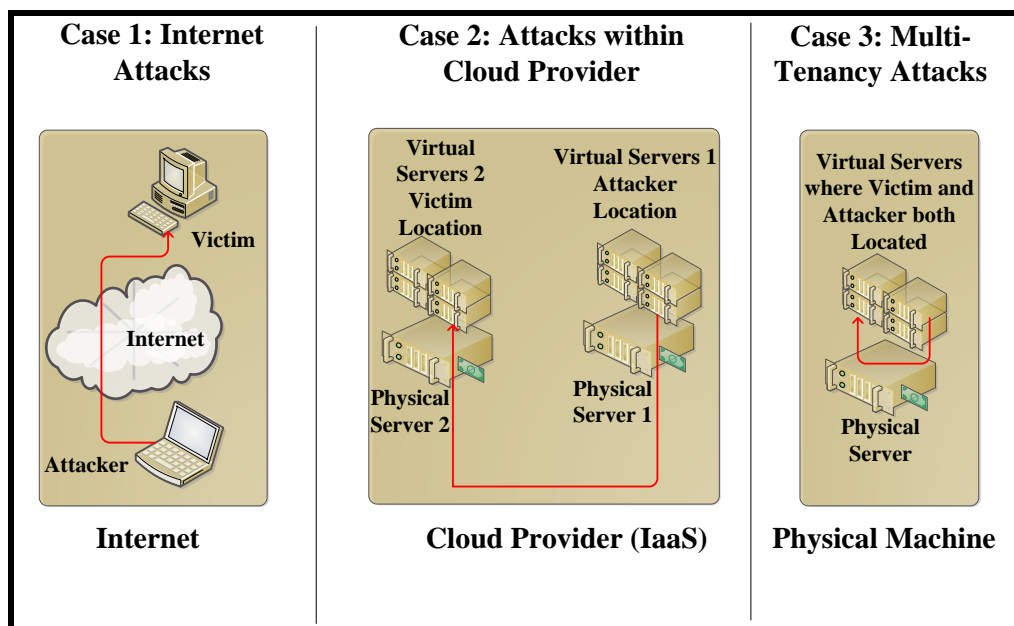 Case 1: Internet
Attacks
Victim
Internet
Attacker
Internet
Case 2: Attacks within
Cloud Provider
Virtual
Servers 2
Victim
Location
Virtual Servers 1
Attacker
Location
Physical
Server 2
Physical
Server 1
Cloud Provider (IaaS)
Case 3: Multi-
Tenancy Attacks
Virtual Servers
where Victim and
Attacker both
Located
Physical
Server
Physical Machine